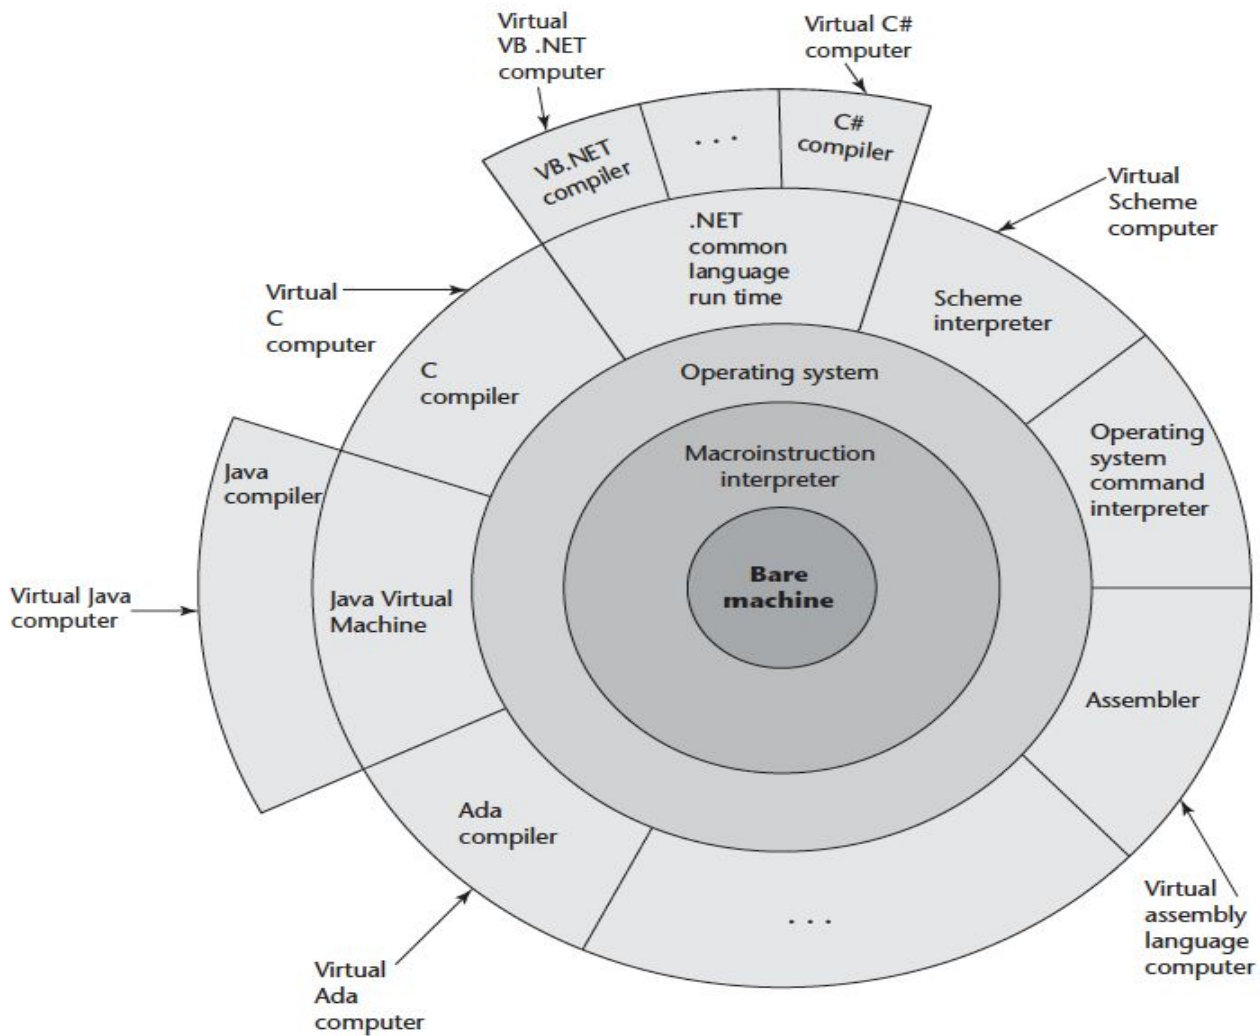 Virtual
VB .NET
computer
Virtual C#
computer
VB.NET
compiler
. . .
C#
compiler
Virtual
Scheme
computer
.NET
common
language
run time
Virtual
C
computer
Scheme
interpreter
C
compiler
Operating system
Operating
system
command
interpreter
Macroinstruction
interpreter
Java
compiler
Bare
machine
Virtual Java
computer
Java Virtual
Machine
Assembler
Ada
compiler
. . .
Virtual
assembly
language
computer
Virtual
Ada
computer